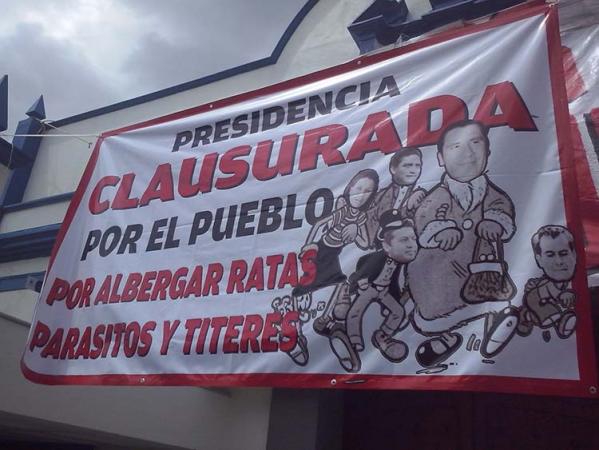 PRESIDENCIA
CLAUSURADA
POR EL PUEBLO
POR ALBERGAR RATAS
PARASITOS Y TITERES